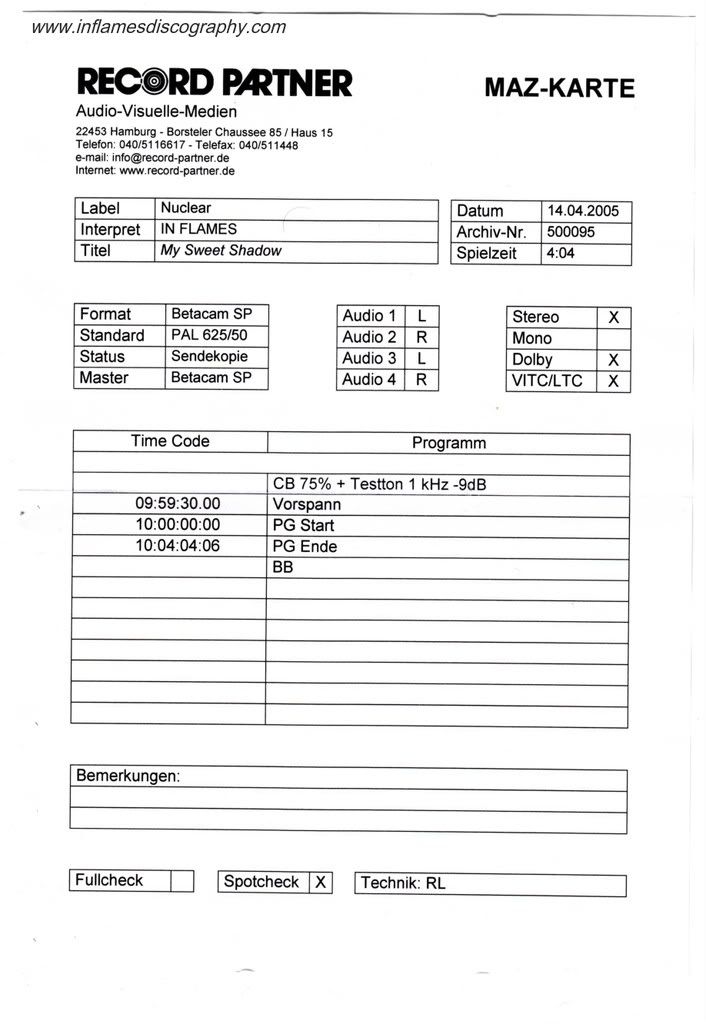 www.inflamesdiscography.com
RECORD PARTNER MAZ-KARTE
Audio-Visuelle-Medien
22453 Hamburg - Borsteler Chaussee 85 / Haus 15
Telefon: 040/5116617 - Telefax: 040/511448
e-mail: info@record-partner.de
Internet: www.record-partner.de
Label Nuclear Datum 14.04.2005
Interpret IN FLAMES Archiv-Nr. 500095
Titel My Sweet Shadow Spielzeit 4:04
Format Betacam SP Audio 1 L Stereo X
Standard PAL 625/50 Audio 2 R Mono
Status Sendekopie Audio 3 L Dolby X
Master Betacam SP Audio 4 R VITC/LTC X
Time Code Programm
CB 75% + Testton 1 kHz -9dB
09:59:30.00 Vorspann
10:00:00:00 PG Start
10:04:04:06 PG Ende
BB
Bemerkungen:
Fullcheck Spotcheck X Technik: RL